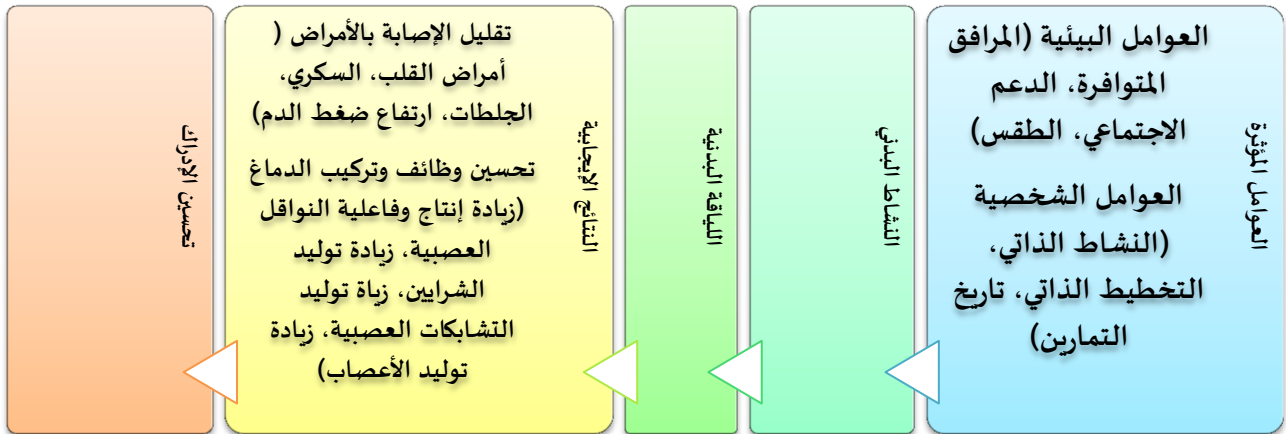 العوامل المؤثرة
العوامل البيئية (المرافق
المتوافرة، الدعم
الاجتماعي، الطقس)
العوامل الشخصية
(النشاط الذاتي،
التخطيط الذاتي، تاريخ
التمارين)
النشاط البدني
اللياقة البدنية
النتائج الإيجابية
تقليل الإصابة بالأمراض (
أمراض القلب، السكري،
الجلطات، ارتفاع ضغط الدم)
تحسين وظائف وتركيب الدماغ
(زيادة إنتاج وفاعلية النواقل
العصبية، زيادة توليد
الشرايين، زياة توليد
التشابكات العصبية، زيادة
توليد الأعصاب)
تحسين الإدراك